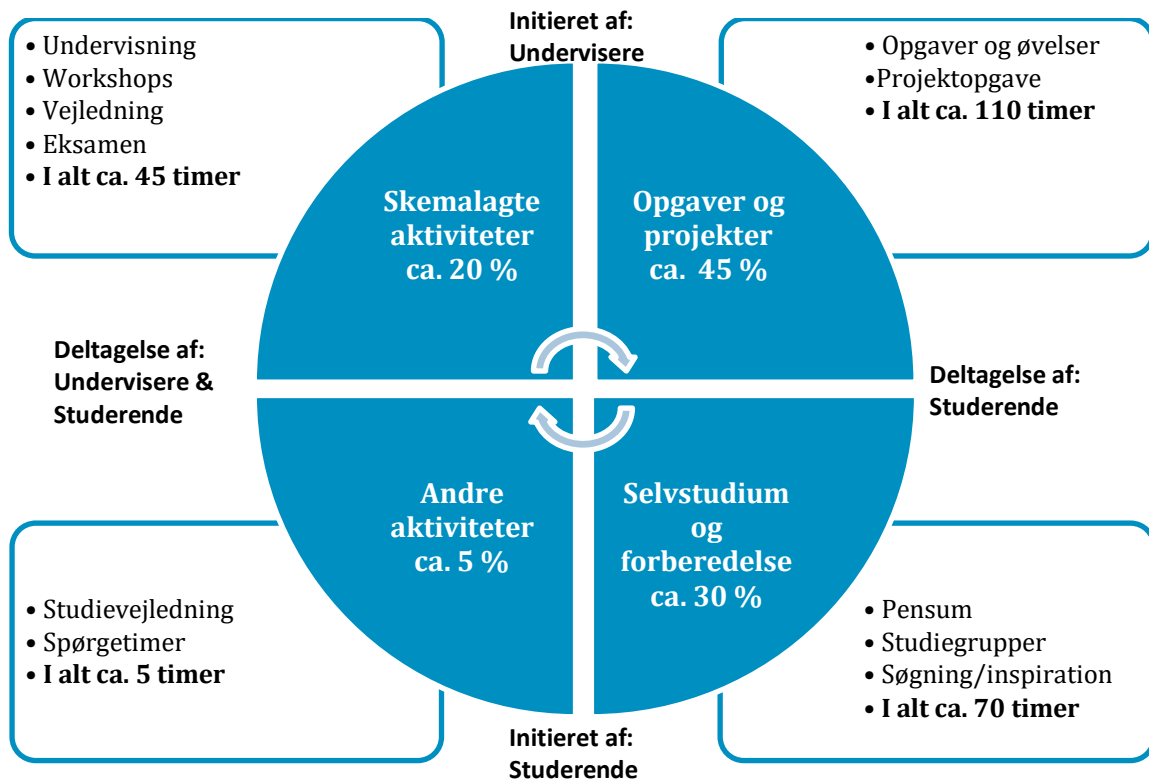 Initieret af:
Undervisere
• Undervisning
• Workshops
• Vejledning
• Eksamen
• I alt ca. 45 timer
• Opgaver og øvelser
•Projektopgave
• I alt ca. 110 timer
Skemalagte
aktiviteter
ca. 20 %
Opgaver og
projekter
ca. 45 %
Deltagelse af:
Undervisere &
Studerende
Deltagelse af:
Studerende
Andre
aktiviteter
ca. 5 %
Selvstudium
og
forberedelse
ca. 30 %
• Studievejledning
• Spørgetimer
• I alt ca. 5 timer
• Pensum
• Studiegrupper
• Søgning/inspiration
• I alt ca. 70 timer
Initieret af:
Studerende